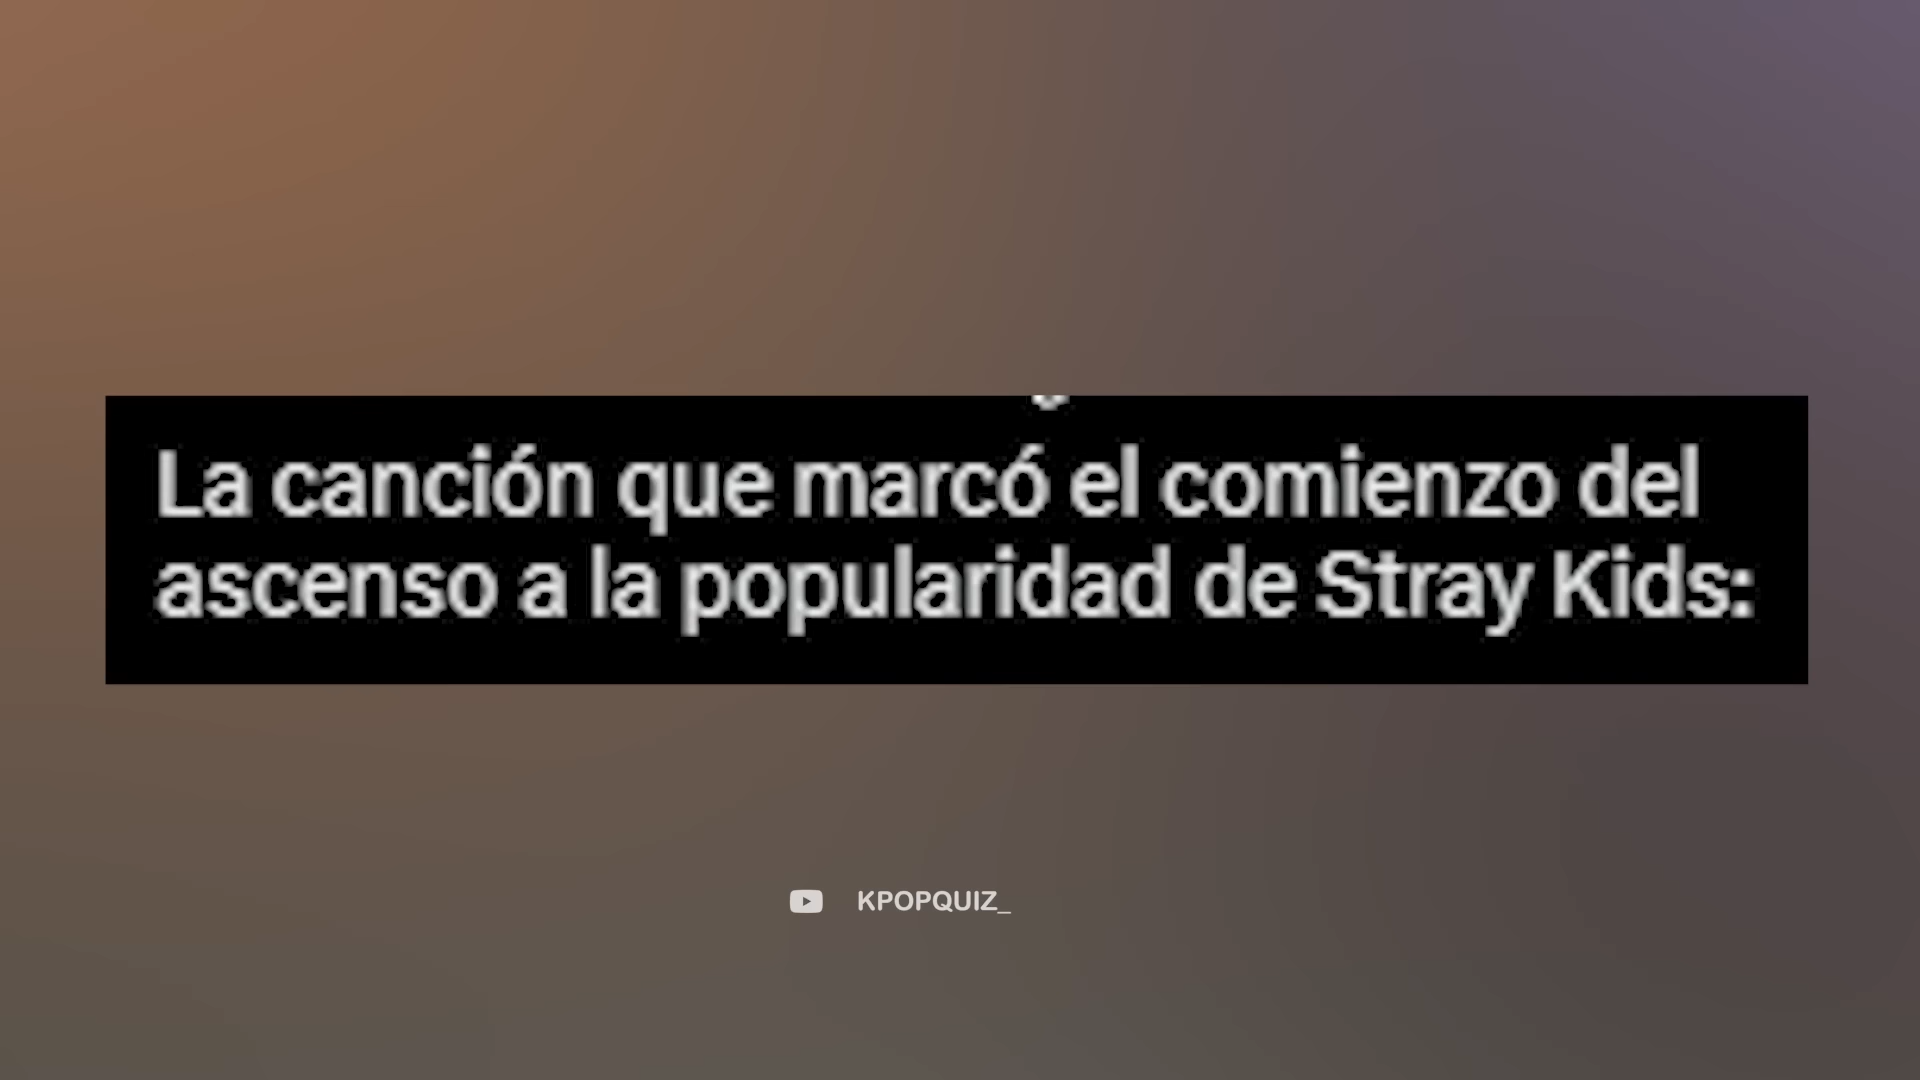 La canción que marcó el comienzo del
ascenso a la popularidad de Stray Kids:
KPOPQUIZ_